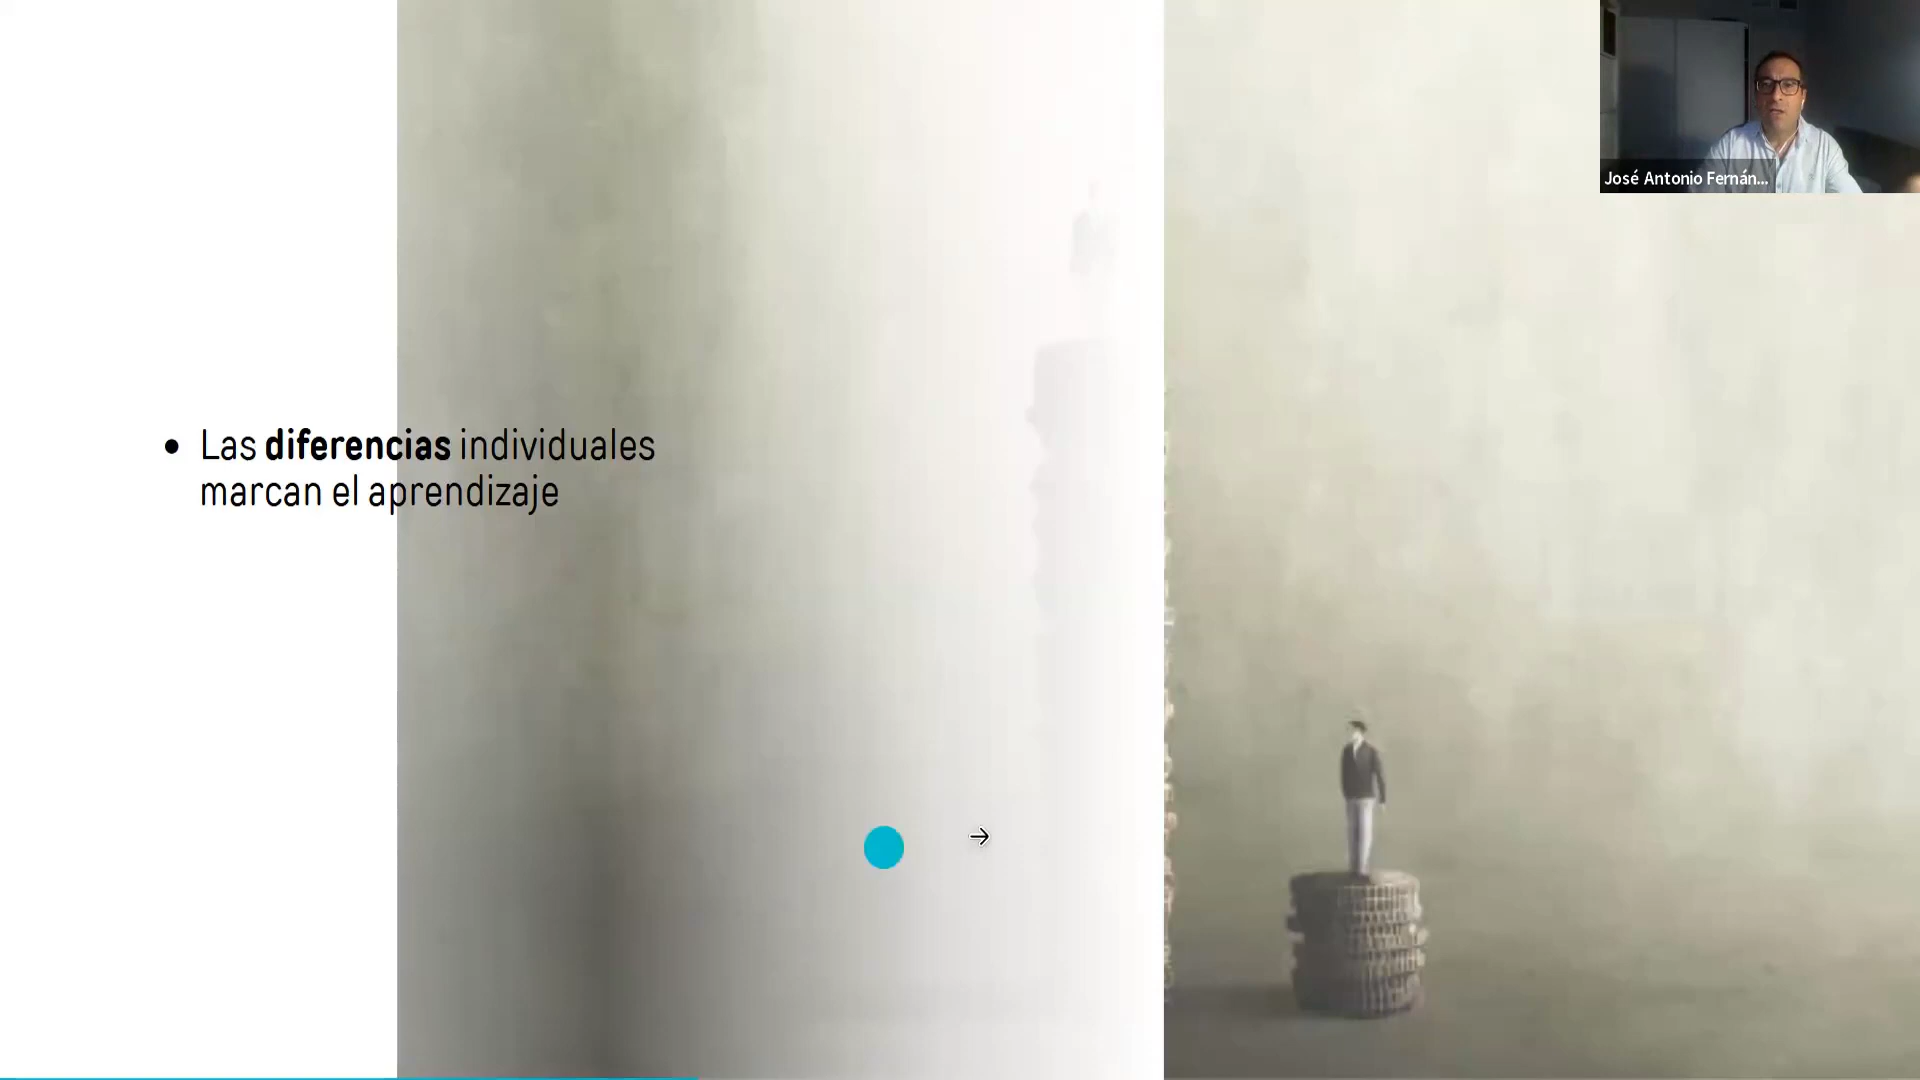 José Antonio Fernán...
• Las diferencias individuales
marcan el aprendizaje